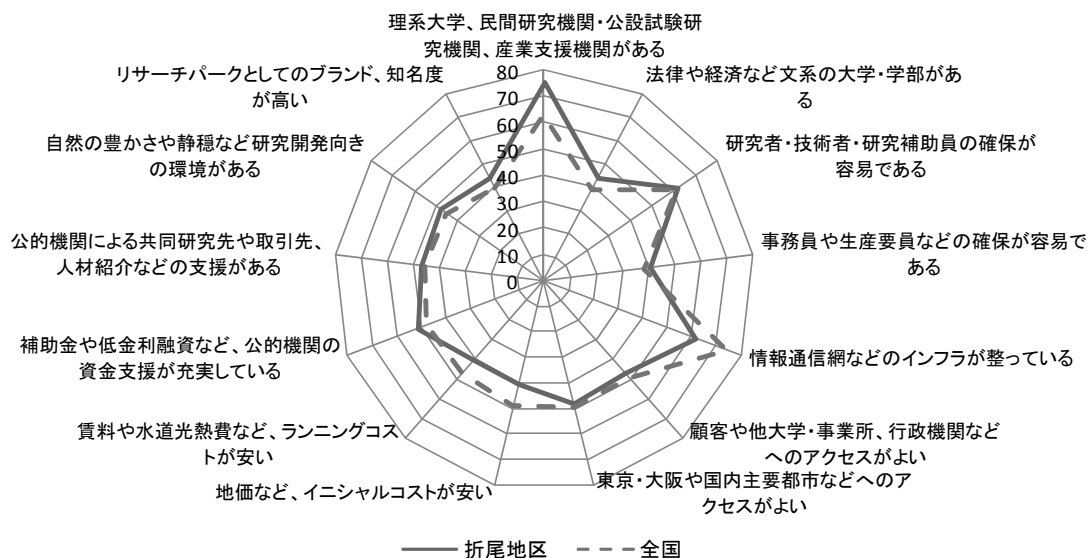 理系大学、民間研究機関・公設試験研
究機関、産業支援機関がある
法律や経済など文系の大学・学部があ
る
研究者・技術者・研究補助員の確保が
容易である
事務員や生産要員などの確保が容易で
ある
情報通信網などのインフラが整っている
顧客や他大学・事業所、行政機関など
へのアクセスがよい
東京・大阪や国内主要都市などへのア
クセスがよい
地価など、イニシャルコストが安い
賃料や水道光熱費など、ランニングコス
トが安い
補助金や低金利融資など、公的機関の
資金支援が充実している
公的機関による共同研究先や取引先、
人材紹介などの支援がある
自然の豊かさや静穏など研究開発向き
の環境がある
リサーチパークとしてのブランド、知名度
が高い
80
70
60
50
40
30
20
10
0
折尾地区
全国